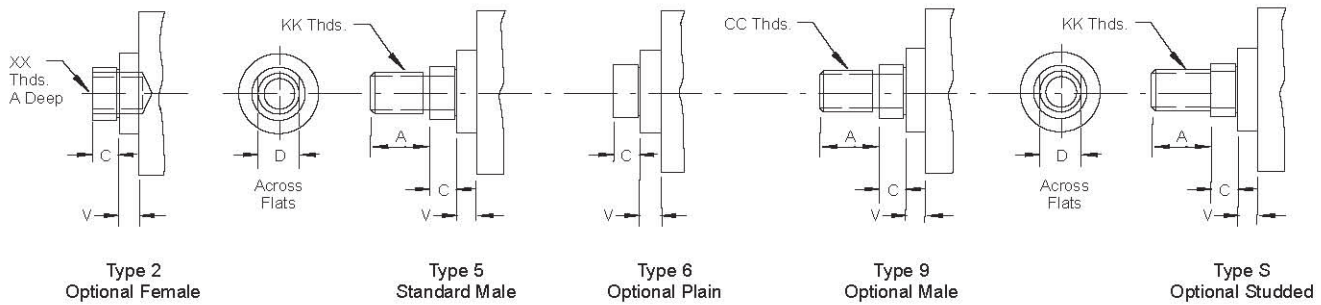 KK Thds.
CC Thds.
KK Thds.
XX
Thds.
A Deep
A
A
A
C
D
C
C
C
D
C
Across
Flats
Across
Flats
V
V
V
V
V
Type 2
Optional Female
Type 5
Standard Male
Type 6
Optional Plain
Type 9
Optional Male
Type S
Optional Studded